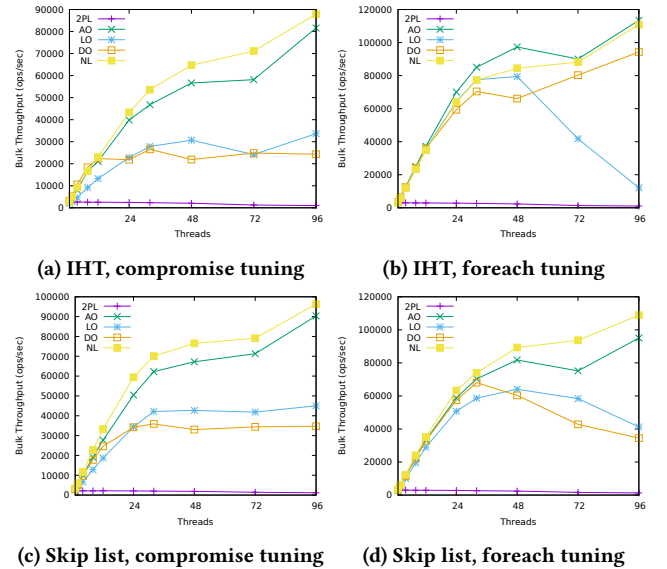 90000
80000
70000
60000
50000
40000
30000
20000
10000
0
Bulk Throughput (ops/sec)
2PL
AO
LO
DO
NL
24 48 72 96
Threads
(a) IHT, compromise tuning
120000
100000
80000
60000
40000
20000
0
Bulk Throughput (ops/sec)
2PL
AO
LO
DO
NL
24 48 72 96
Threads
(b) IHT, foreach tuning
100000
90000
80000
70000
60000
50000
40000
30000
20000
10000
0
Bulk Throughput (ops/sec)
2PL
AO
LO
DO
NL
24 48 72 96
Threads
(c) Skip list, compromise tuning
120000
100000
80000
60000
40000
20000
0
Bulk Throughput (ops/sec)
2PL
AO
LO
DO
NL
24 48 72 96
Threads
(d) Skip list, foreach tuning